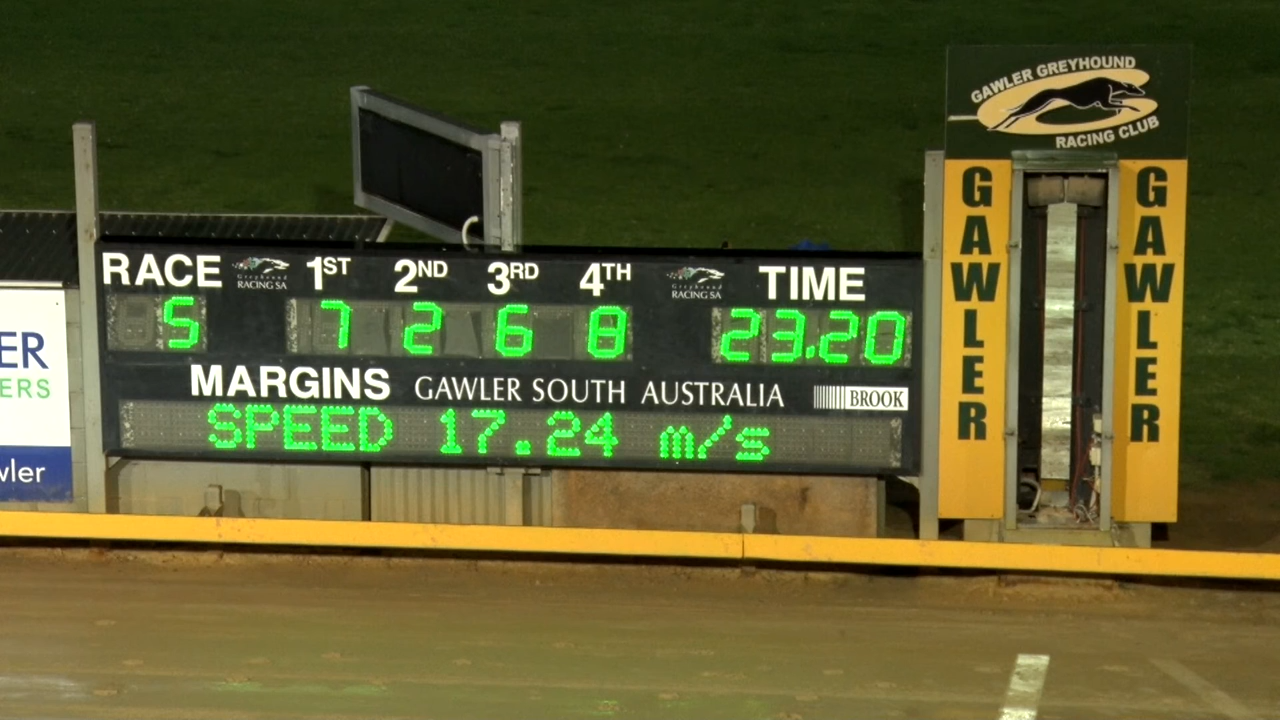 GAWLER GREYHOUND
RACING CLUB
GAWLER
GAWLER
RACE
Greyhound
RACING SA
1ST 2ND 3RD 4TH
Greyhound
RACING SA
TIME
5 7 2 6 8 23.20
MARGINS GAWLER SOUTH AUSTRALIA BROOK
SPEED 17.24 m/s
ER
ERS
wler